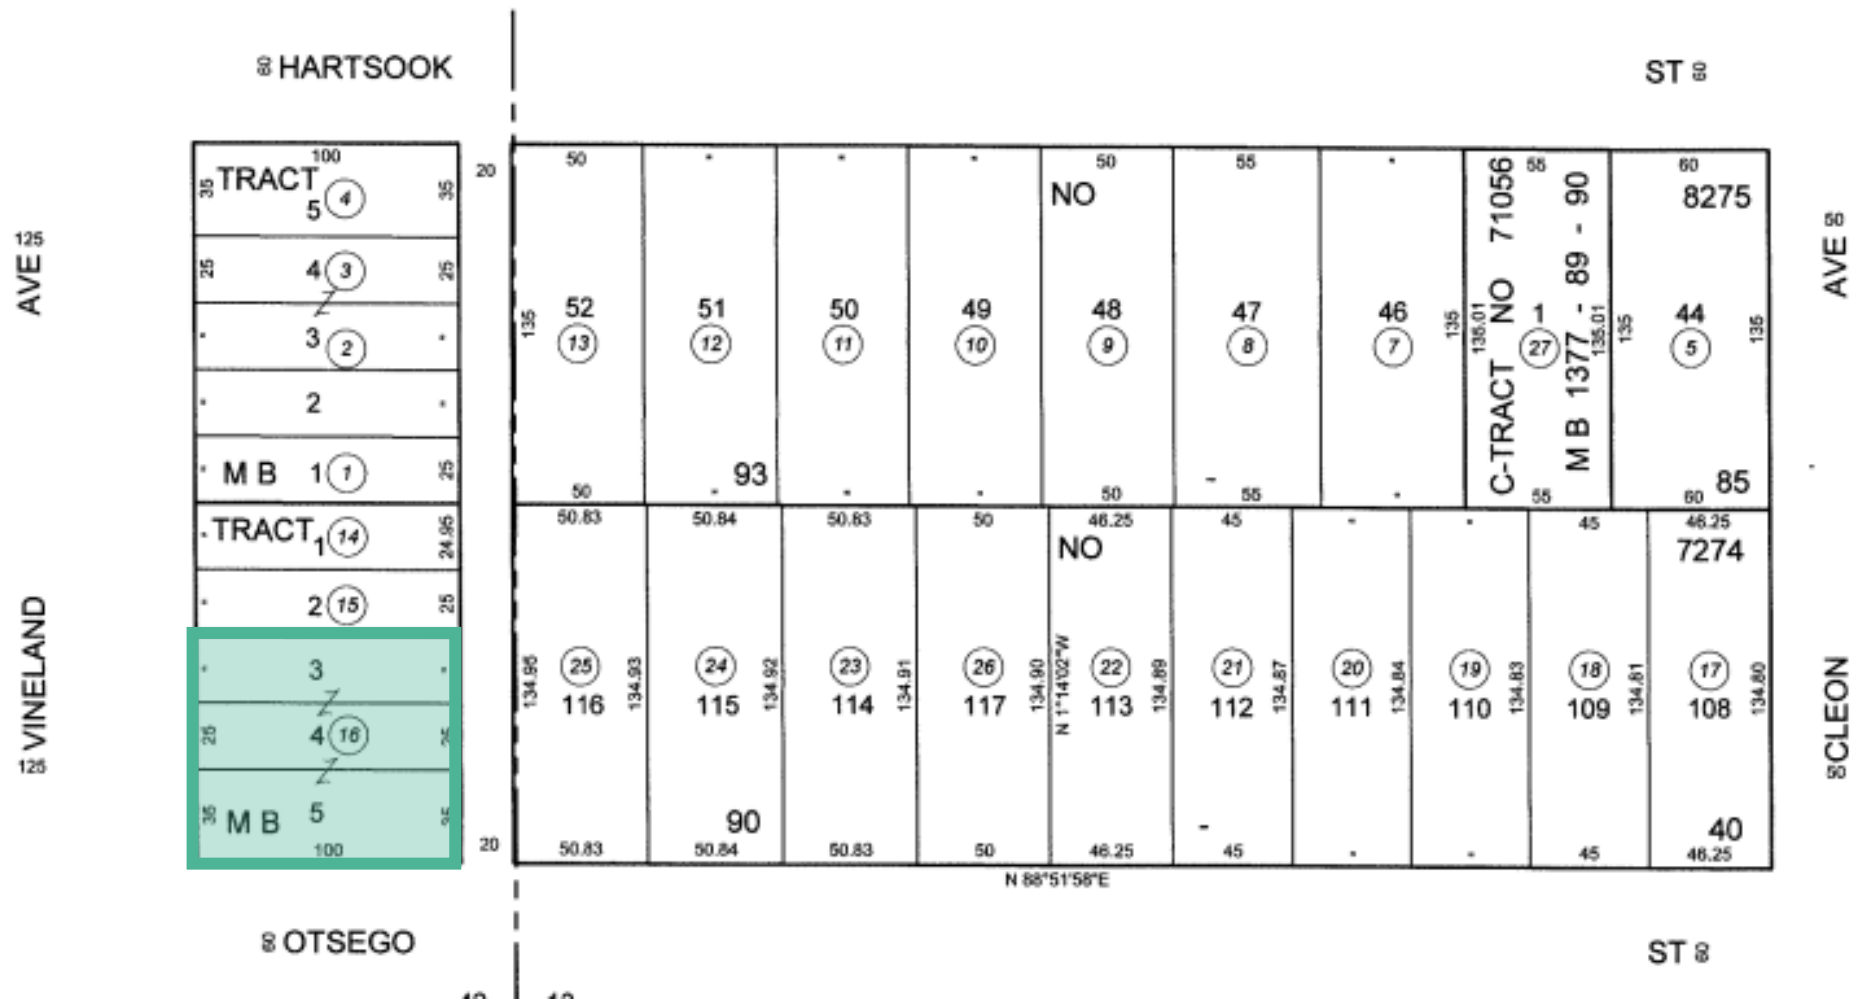 60 HARTSOOK
ST 60
AVE 125
125 VINELAND
AVE 50
50 CLEON
60 OTSEGO
ST 60
20
20
100
35 TRACT 5 4 35
25 4 3 25
3 2
2
M B 1 1 25
TRACT 1 14 24.95
2 15 25
3
25 4 16 25
35 M B 5 35
100
50 50 55 55 60
NO 8275
C-TRACT NO 71056
M B 1377 - 89 - 90
52 51 50 49 48 47 46 1 44
13 12 11 10 9 8 7 27 5
135 135 135.01 135.01 135 135
93 85
50 50 55 55 60
50.83 50.84 50.83 50 46.25 45 45 46.25
NO 7274
25 24 23 26 22 21 20 19 18 17
134.95 134.93 134.92 134.91 134.90 134.89 134.87 134.84 134.83 134.81 134.80
N 1°14'02"W
116 115 114 117 113 112 111 110 109 108
90 40
50.83 50.84 50.83 50 46.25 45 45 46.25
N 88°51'58"E